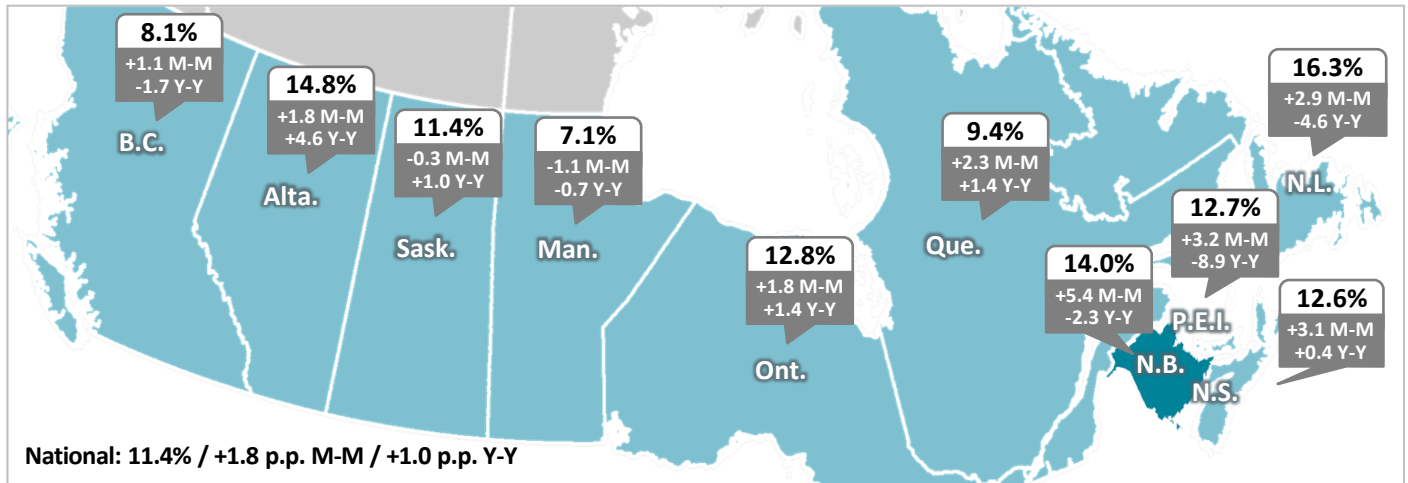 8.1%
+1.1 M-M
-1.7 Y-Y
B.C.
14.8%
+1.8 M-M
+4.6 Y-Y
Alta.
11.4%
-0.3 M-M
+1.0 Y-Y
Sask.
7.1%
-1.1 M-M
-0.7 Y-Y
Man.
12.8%
+1.8 M-M
+1.4 Y-Y
Ont.
9.4%
+2.3 M-M
+1.4 Y-Y
Que.
16.3%
+2.9 M-M
-4.6 Y-Y
N.L.
12.7%
+3.2 M-M
-8.9 Y-Y
P.E.I.
14.0%
+5.4 M-M
-2.3 Y-Y
N.B.
12.6%
+3.1 M-M
+0.4 Y-Y
N.S.
National: 11.4% / +1.8 p.p. M-M / +1.0 p.p. Y-Y